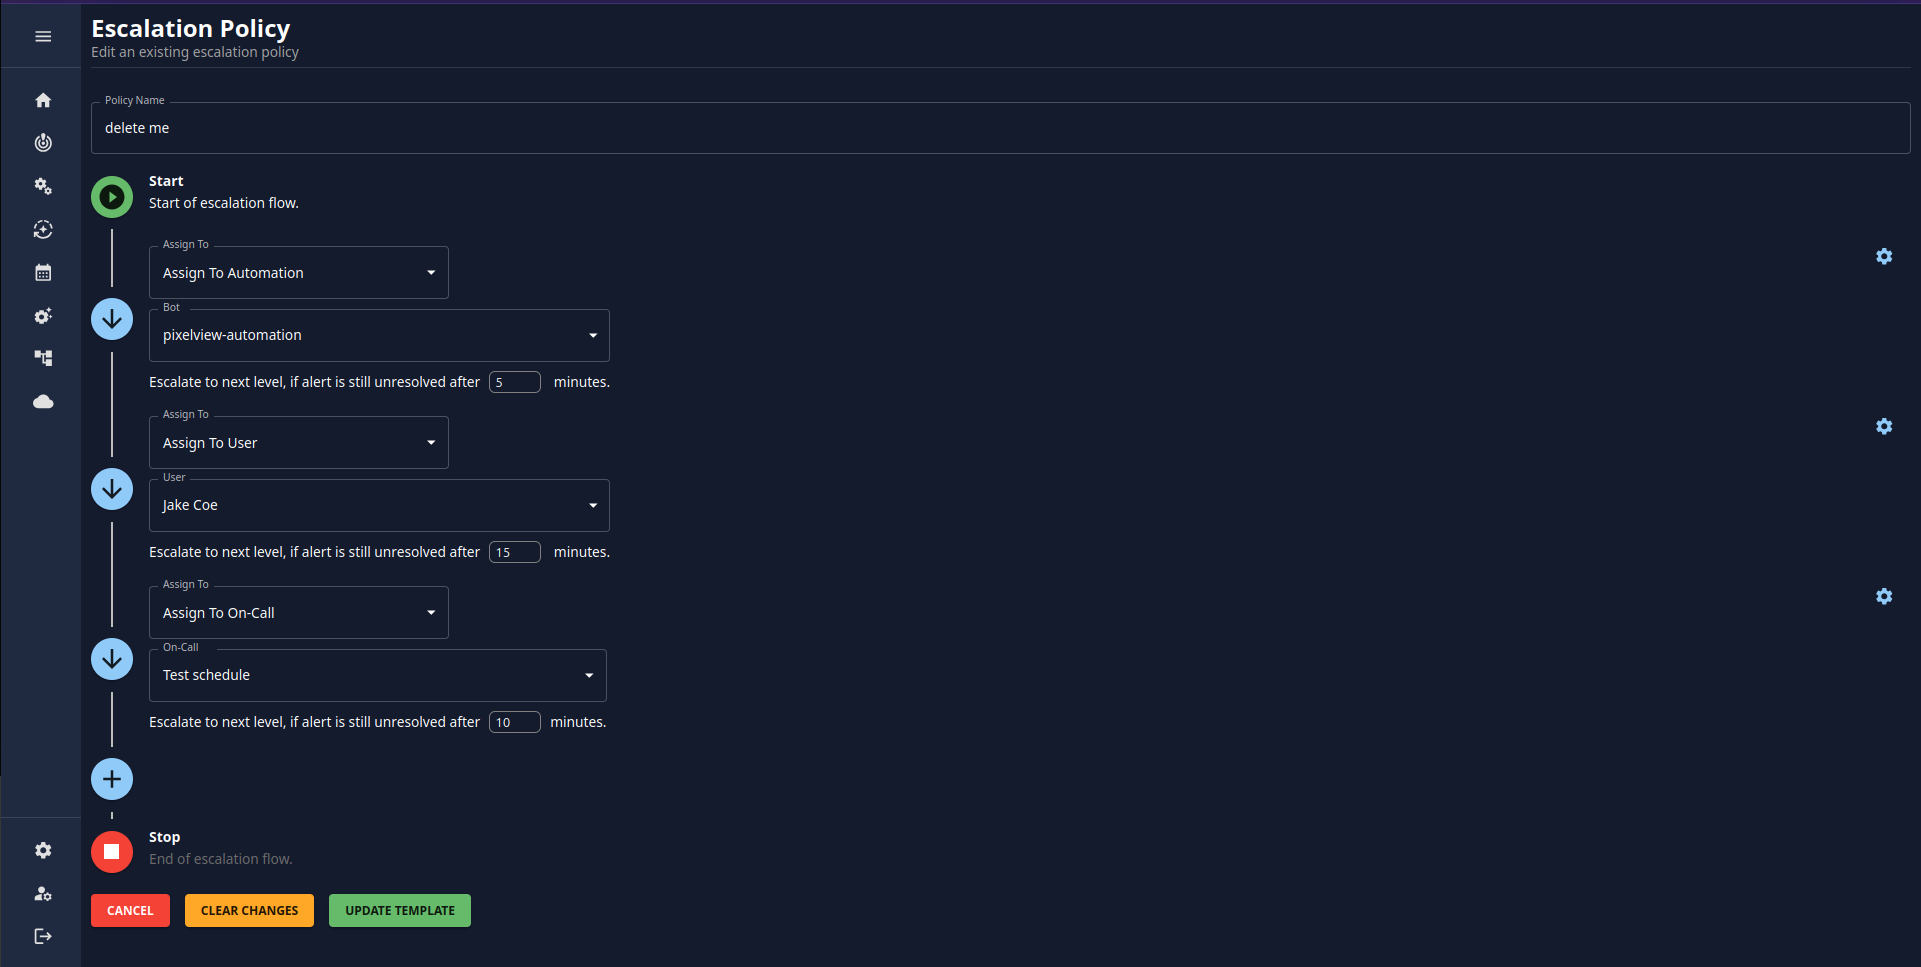 Escalation Policy
Edit an existing escalation policy
Policy Name
delete me
Start
Start of escalation flow.
Assign To
Assign To Automation
Bot
pixelview-automation
Escalate to next level, if alert is still unresolved after 5 minutes.
Assign To
Assign To User
User
Jake Coe
Escalate to next level, if alert is still unresolved after 15 minutes.
Assign To
Assign To On-Call
On-Call
Test schedule
Escalate to next level, if alert is still unresolved after 10 minutes.
Stop
End of escalation flow.
CANCEL CLEAR CHANGES UPDATE TEMPLATE